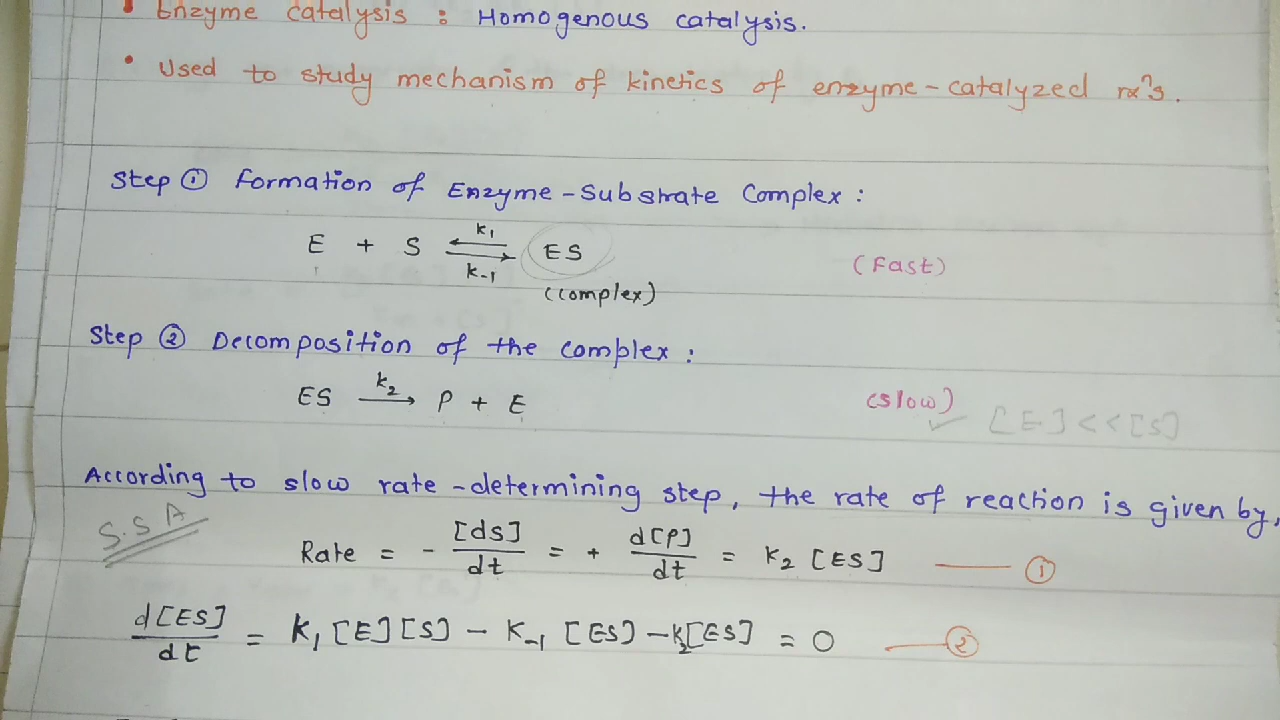 • Enzyme catalysis : Homogenous catalysis.
• Used to study mechanism of kinetics of enzyme-catalyzed rxⁿs.
Step ① Formation of Enzyme-Substrate Complex :
E + S ⇌ ES
k₁
k₋₁
(Fast)
(complex)
Step ② Decomposition of the complex :
ES —k₂→ P + E
(slow) [E]<<[S]
According to slow rate-determining step, the rate of reaction is given by,
S.S A
Rate = - [ds]/dt = + d[P]/dt = k₂ [ES] —— ①
d[ES]/dt = k₁ [E][S] - k₋₁ [ES] - k₂[ES] = 0 —— ②